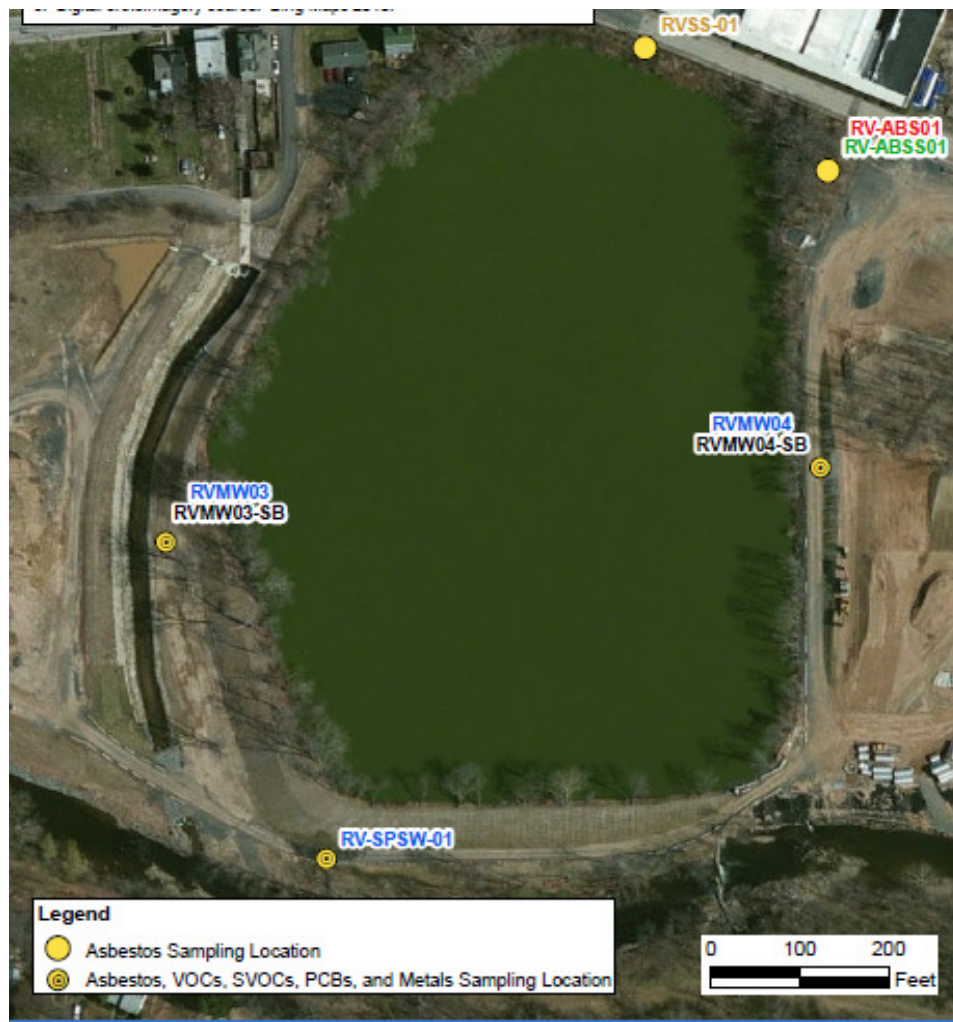 RVSS-01
RV-ABS01
RV-ABSS01
RVMW04
RVMW04-SB
RVMW03
RVMW03-SB
RV-SPSW-01
Legend
Asbestos Sampling Location
Asbestos, VOCs, SVOCs, PCBs, and Metals Sampling Location
0 100 200
Feet